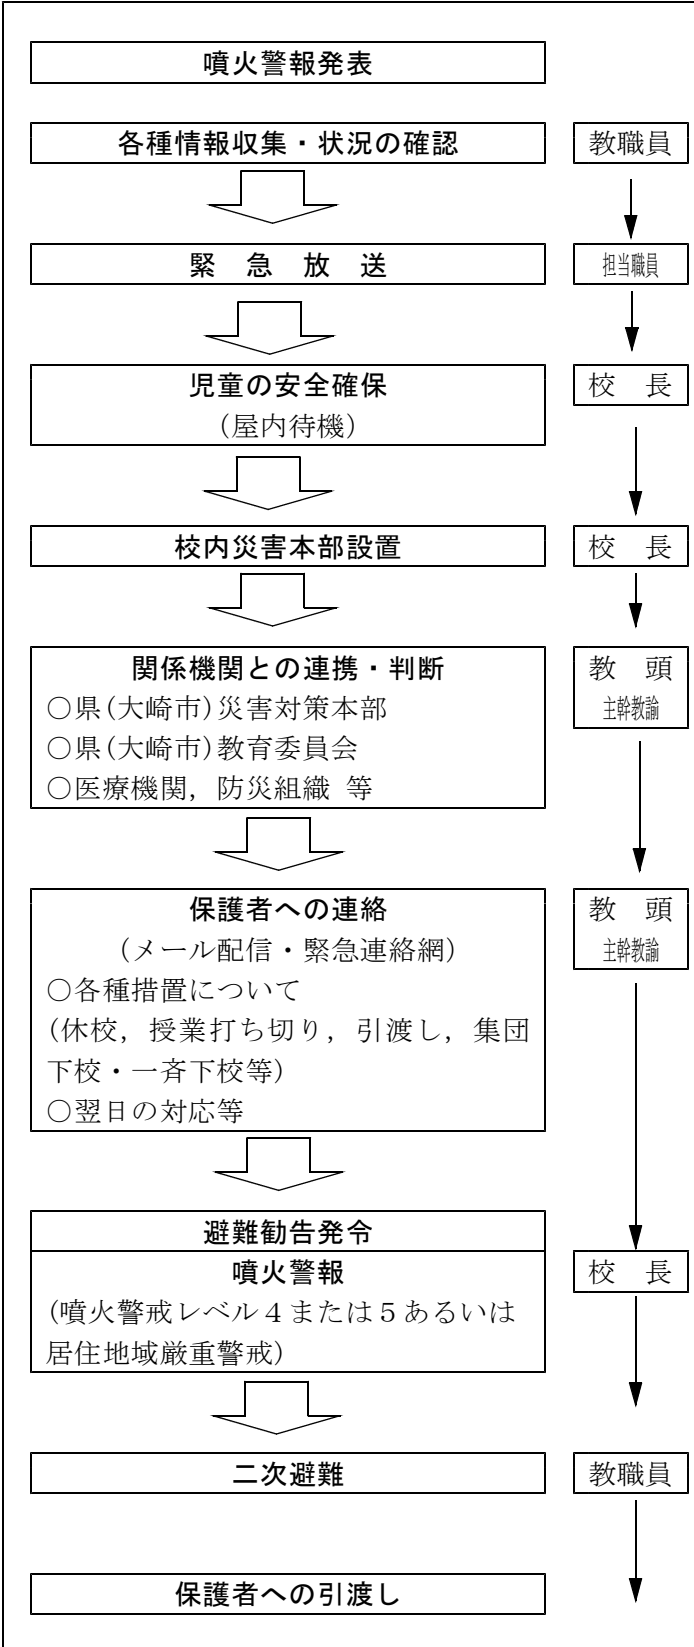 噴火警報発表
各種情報収集・状況の確認 教職員
緊 急 放 送 担当職員
児童の安全確保 校 長
(屋内待機)
校内災害本部設置 校 長
関係機関との連携・判断 教 頭
○県(大崎市)災害対策本部 主幹教諭
○県(大崎市)教育委員会
○医療機関, 防災組織 等
保護者への連絡 教 頭
(メール配信・緊急連絡網) 主幹教諭
○各種措置について
(休校, 授業打ち切り, 引渡し, 集団
下校・一斉下校等)
○翌日の対応等
避難勧告発令
噴火警報 校 長
(噴火警戒レベル4または5あるいは
居住地域厳重警戒)
二次避難 教職員
保護者への引渡し